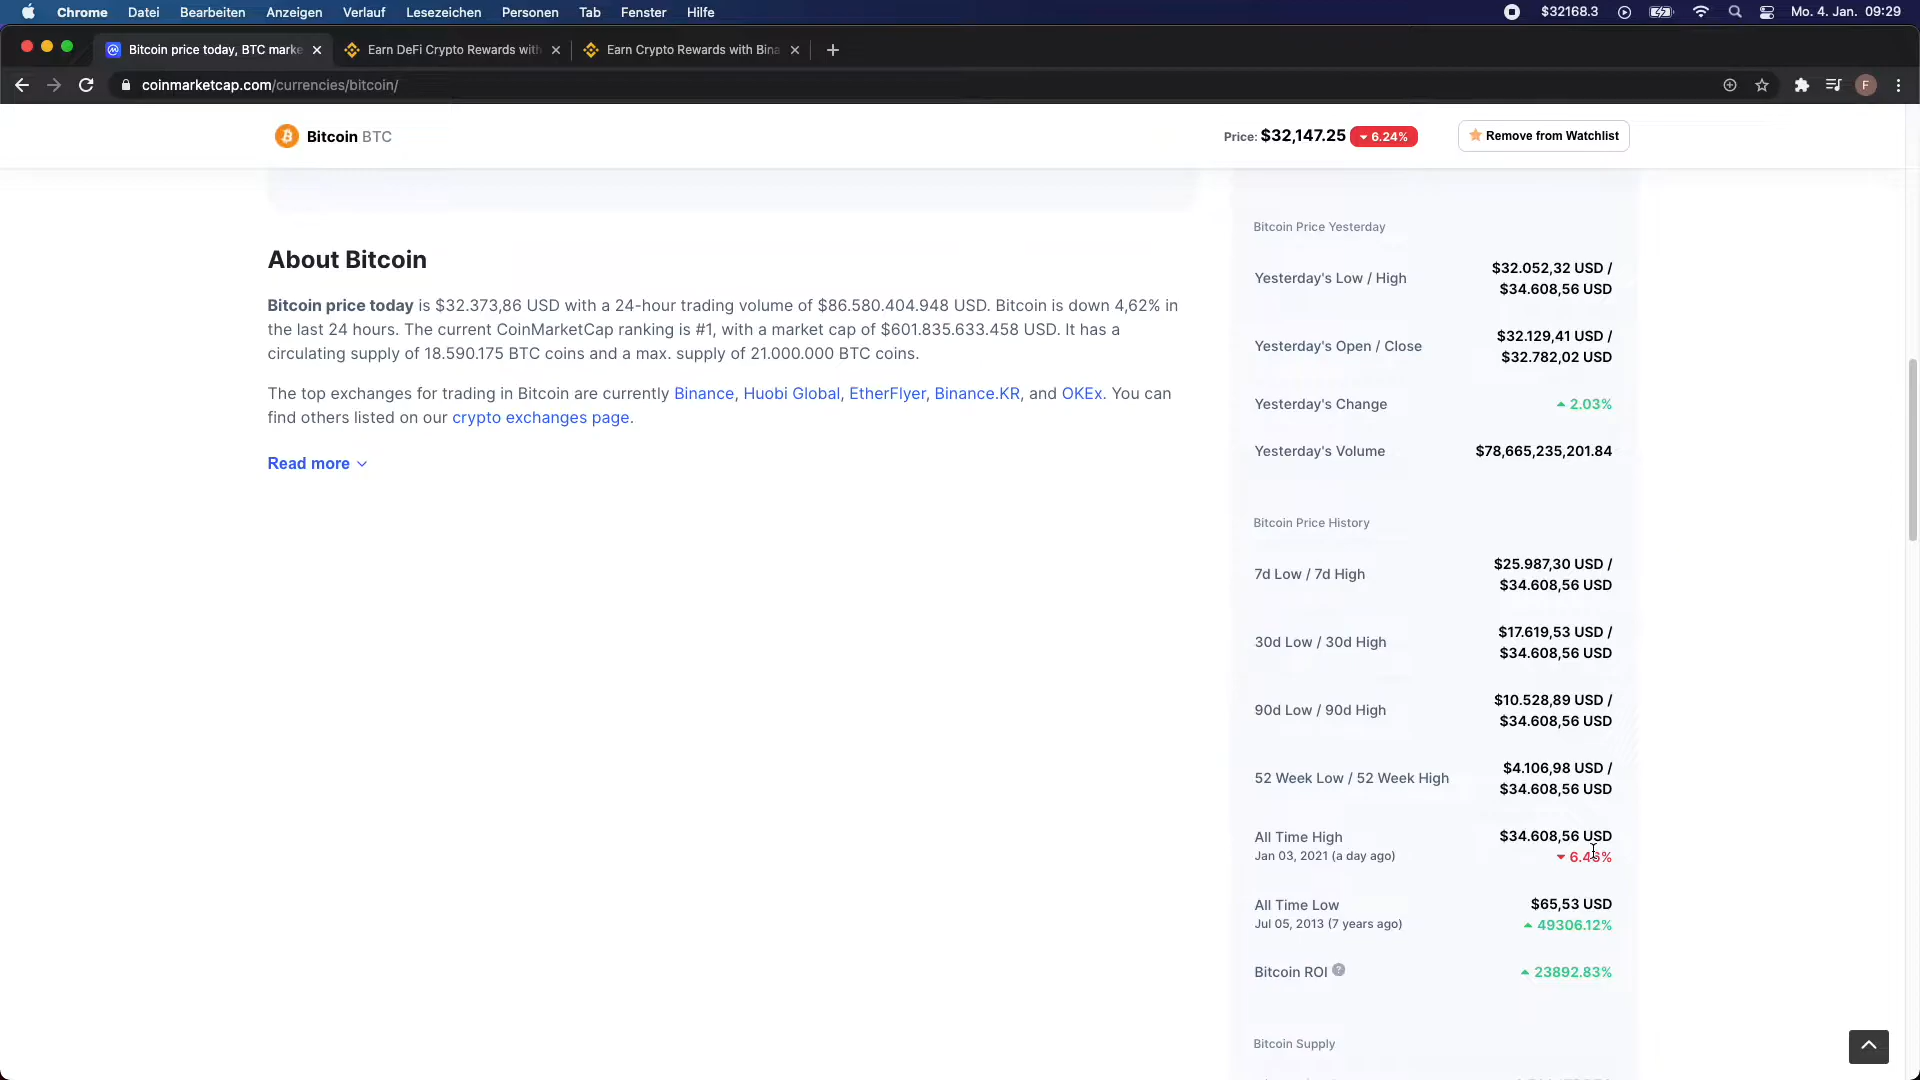 Chrome Datei Bearbeiten Anzeigen Verlauf Lesezeichen Personen Tab Fenster Hilfe $32168.3 Mo. 4. Jan. 09:29
Bitcoin price today, BTC marke Earn DeFi Crypto Rewards with Earn Crypto Rewards with Bina
coinmarketcap.com/currencies/bitcoin/ F
Bitcoin BTC Price: $32,147.25 6.24% Remove from Watchlist
About Bitcoin
Bitcoin price today is $32.373,86 USD with a 24-hour trading volume of $86.580.404.948 USD. Bitcoin is down 4,62% in
the last 24 hours. The current CoinMarketCap ranking is #1, with a market cap of $601.835.633.458 USD. It has a
circulating supply of 18.590.175 BTC coins and a max. supply of 21.000.000 BTC coins.
The top exchanges for trading in Bitcoin are currently Binance, Huobi Global, EtherFlyer, Binance.KR, and OKEx. You can
find others listed on our crypto exchanges page.
Read more
Bitcoin Price Yesterday
Yesterday's Low / High
$32.052,32 USD /
$34.608,56 USD
Yesterday's Open / Close
$32.129,41 USD /
$32.782,02 USD
Yesterday's Change 2.03%
Yesterday's Volume $78,665,235,201.84
Bitcoin Price History
7d Low / 7d High
$25.987,30 USD /
$34.608,56 USD
30d Low / 30d High
$17.619,53 USD /
$34.608,56 USD
90d Low / 90d High
$10.528,89 USD /
$34.608,56 USD
52 Week Low / 52 Week High
$4.106,98 USD /
$34.608,56 USD
All Time High $34.608,56 USD
Jan 03, 2021 (a day ago) 6.46%
All Time Low $65,53 USD
Jul 05, 2013 (7 years ago) 49306.12%
Bitcoin ROI ? 23892.83%
Bitcoin Supply